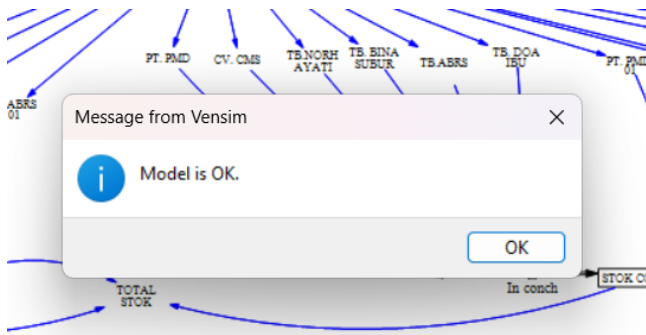 PT. PMD
CV. CMS
TB.NORH
AYATI
TB. BINA
SUBUR
TB.ABRS
TB. DOA
IBU
PT. PMD
01
ABRS
01
Message from Vensim
Model is OK.
OK
In conch
STOK
TOTAL
STOK